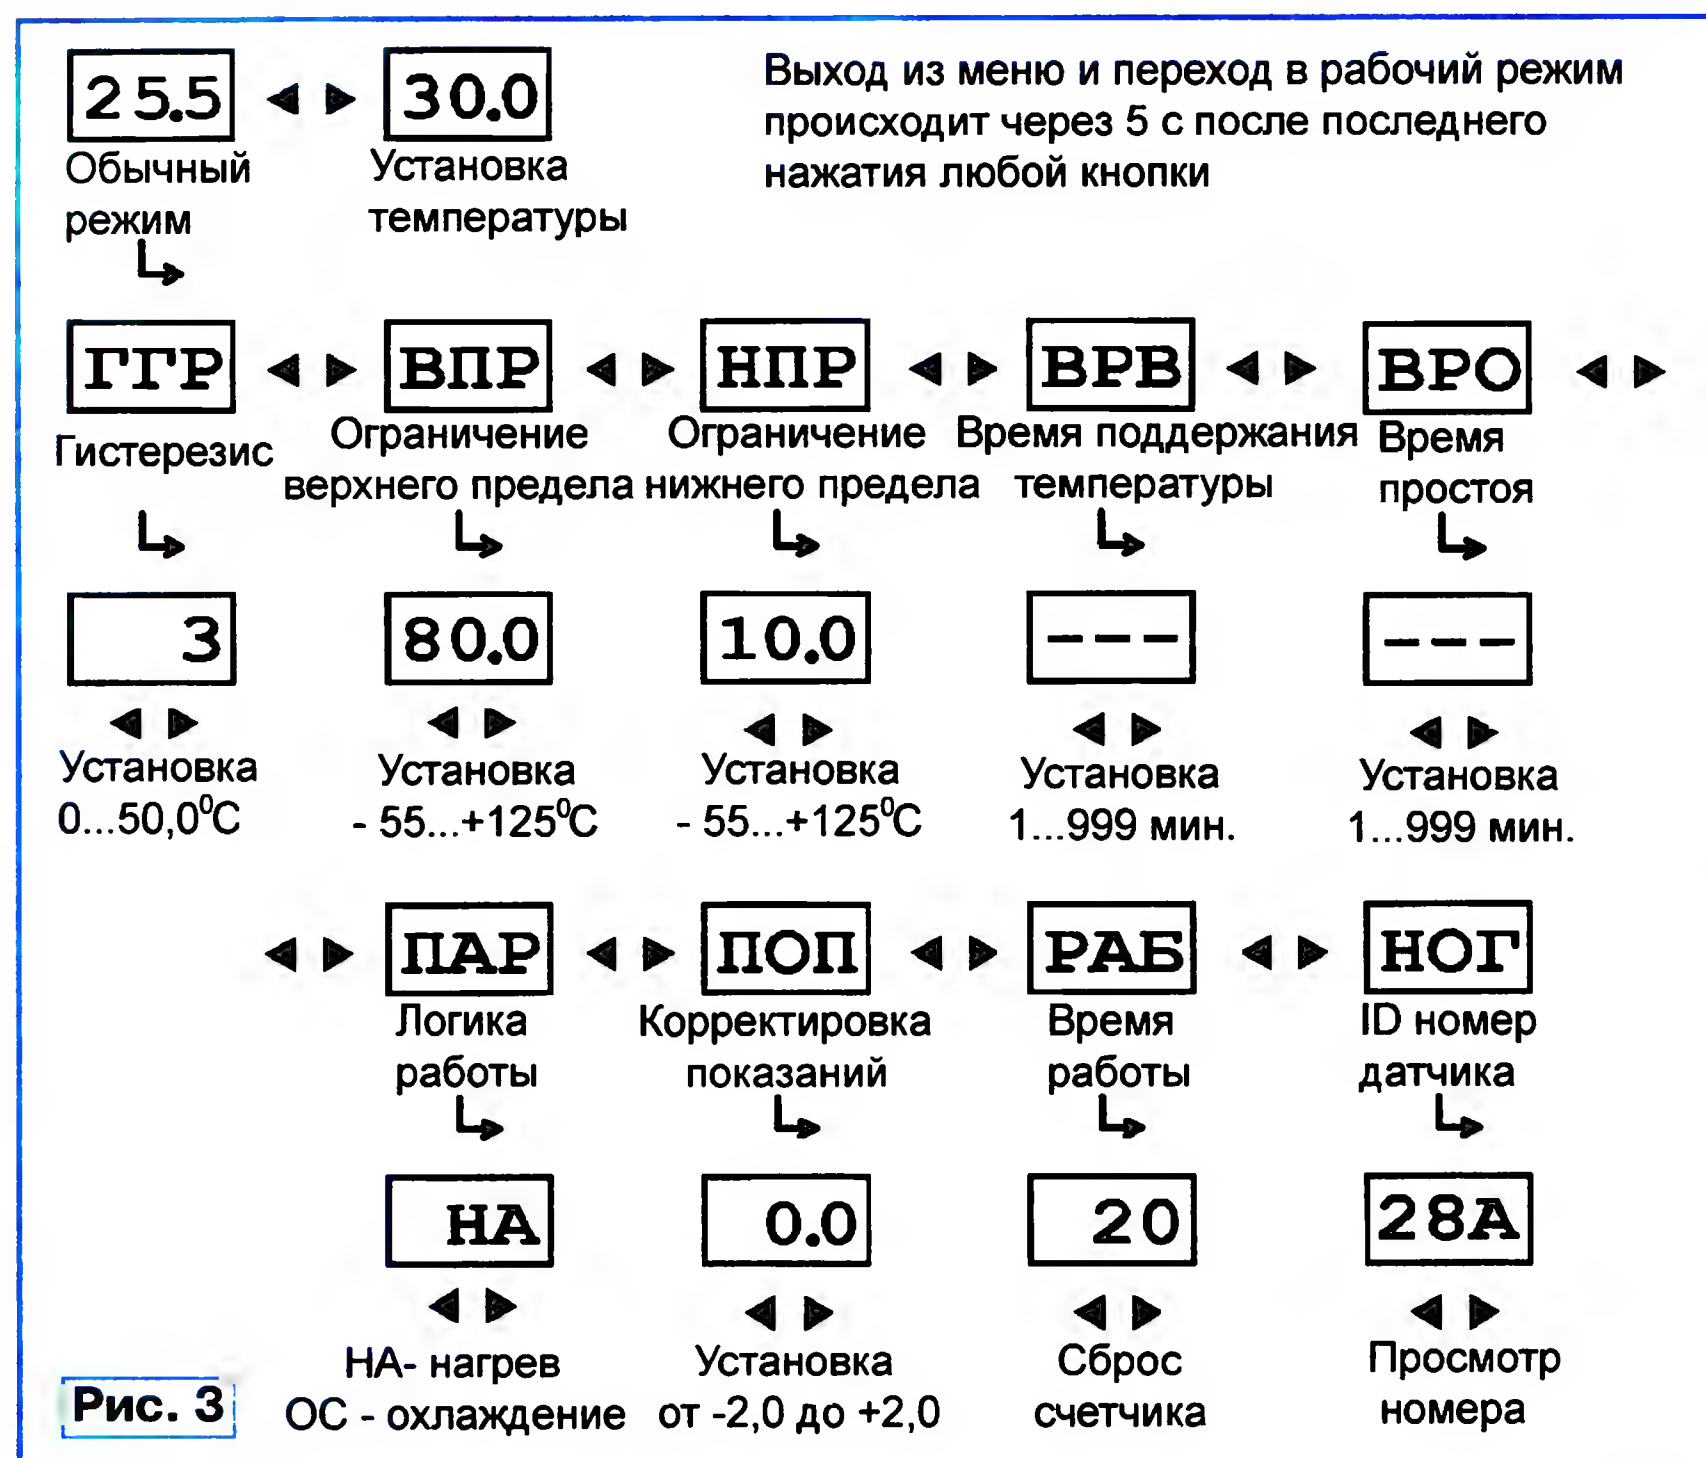 25.5
30.0
Обычный
режим
Установка
температуры
Выход из меню и переход в рабочий режим
происходит через 5 с после последнего
нажатия любой кнопки
ГГР
ВПР
НПР
ВРВ
ВРО
Гистерезис
Ограничение
верхнего предела
Ограничение
нижнего предела
Время поддержания
температуры
Время
простоя
3
80.0
10.0
---
---
Установка
0...50,0⁰С
Установка
- 55...+125⁰С
Установка
- 55...+125⁰С
Установка
1...999 мин.
Установка
1...999 мин.
ПАР
ПОП
РАБ
НОГ
Логика
работы
Корректировка
показаний
Время
работы
ID номер
датчика
НА
0.0
20
28А
НА- нагрев
ОС - охлаждение
Установка
от -2,0 до +2,0
Сброс
счетчика
Просмотр
номера
Рис. 3